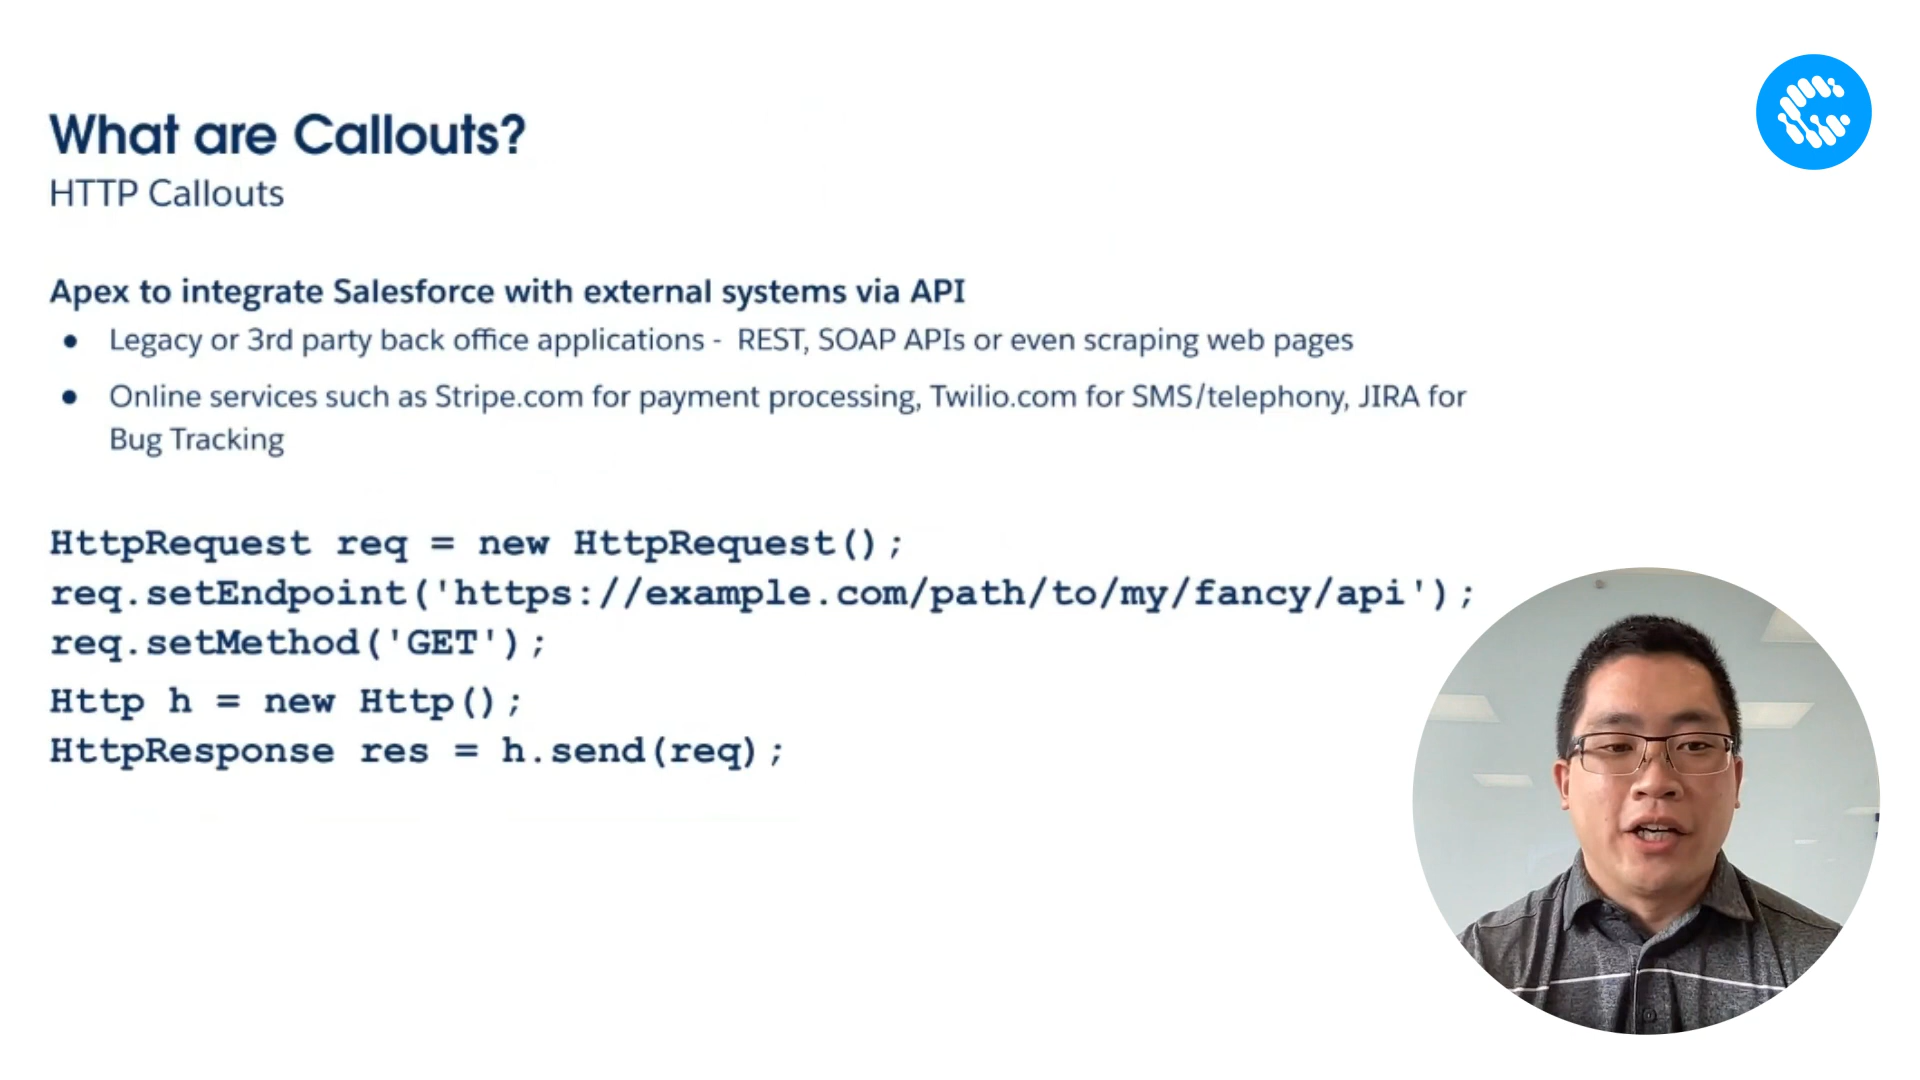 What are Callouts?
HTTP Callouts
Apex to integrate Salesforce with external systems via API
● Legacy or 3rd party back office applications -  REST, SOAP APIs or even scraping web pages
● Online services such as Stripe.com for payment processing, Twilio.com for SMS/telephony, JIRA for
Bug Tracking
HttpRequest req = new HttpRequest();
req.setEndpoint('https://example.com/path/to/my/fancy/api');
req.setMethod('GET');
Http h = new Http();
HttpResponse res = h.send(req);